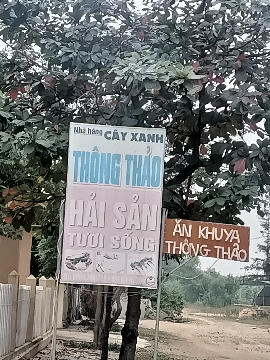 Nhà hàng CÂY XANH
THÔNG THẢO
HẢI SẢN
TƯƠI SỐNG
ĂN KHUYA
THÔNG THẢO